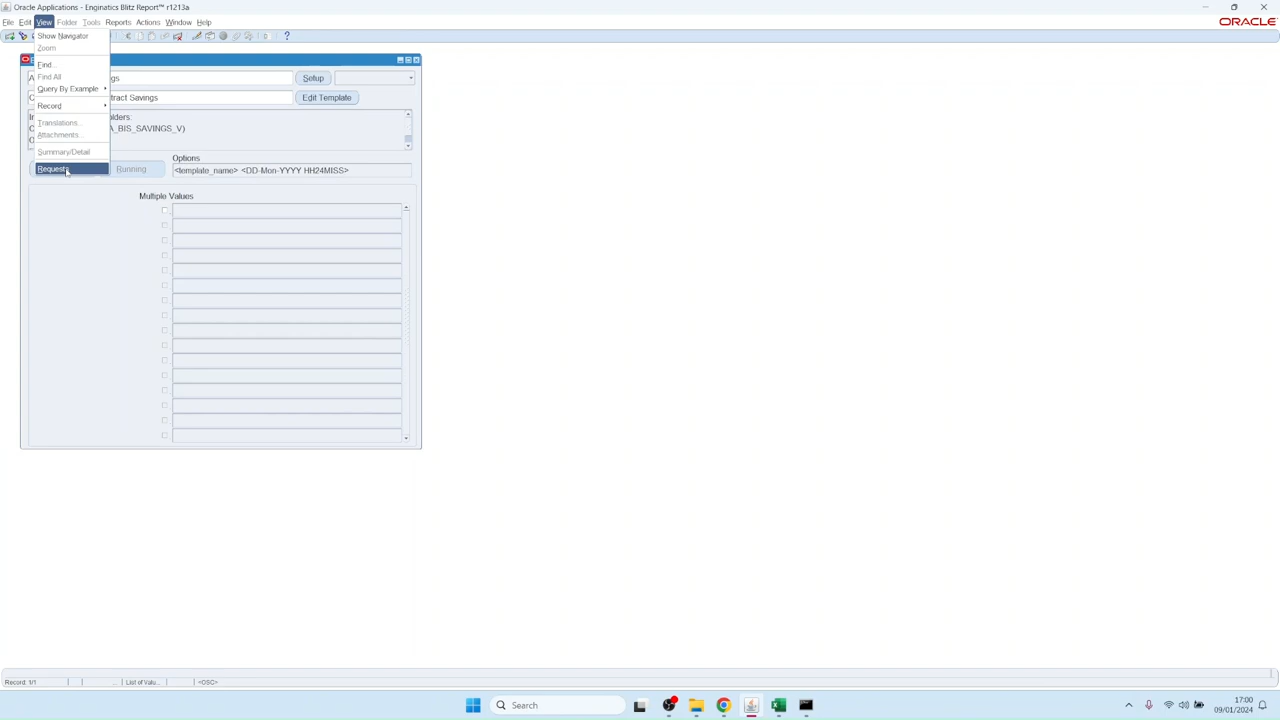 Oracle Applications - Enginatics Blitz Report™ r1213a
File Edit View Folder Tools Reports Actions Window Help
ORACLE
Show Navigator
Zoom
Find...
Find All
Query By Example
Record
Translations...
Attachments...
Summary/Detail
Requests
gs
Setup
tract Savings
Edit Template
olders:
A_BIS_SAVINGS_V)
Options
Running
<template_name> <DD-Mon-YYYY HH24MISS>
Multiple Values
Record: 1/1
...
List of Valu...
<OSC>
Search
17:00
09/01/2024